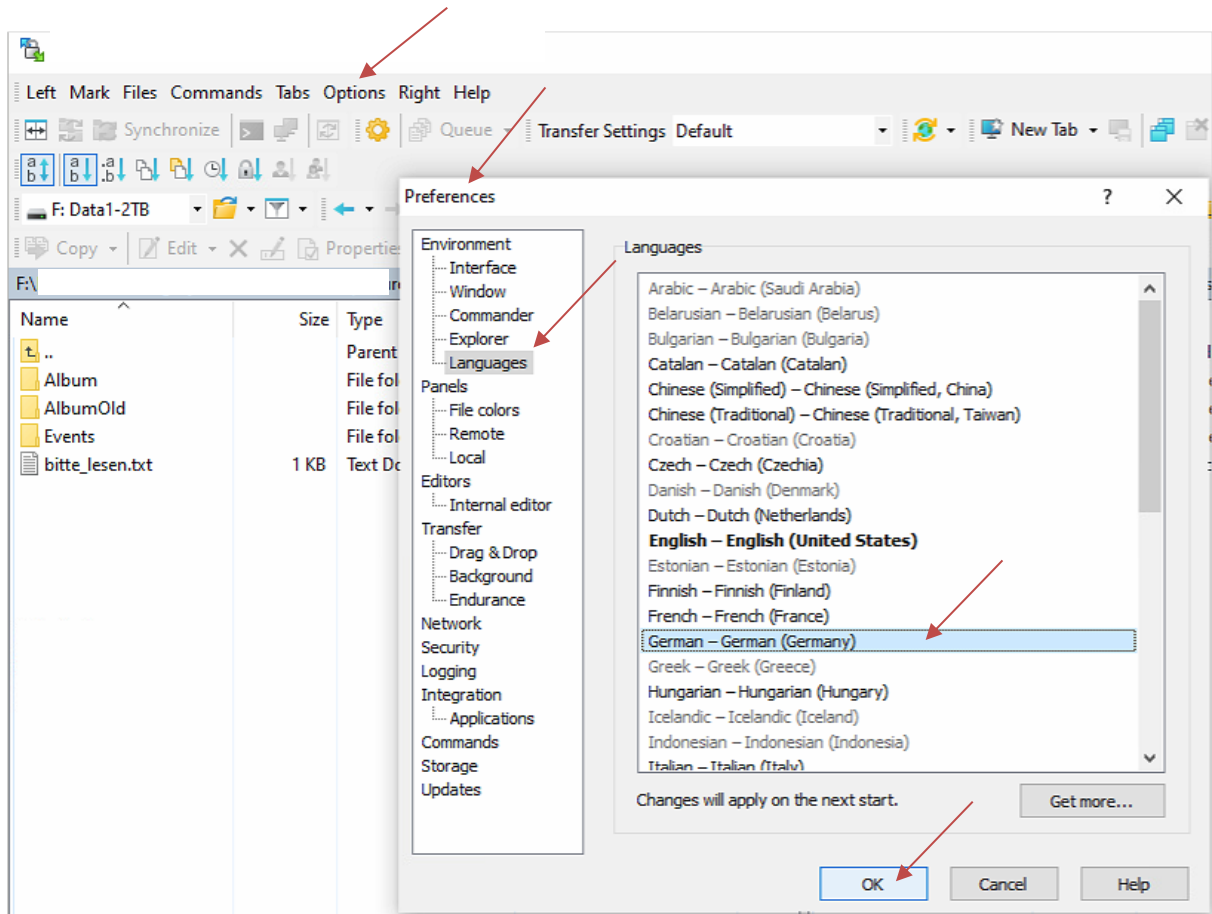 Left Mark Files Commands Tabs Options Right Help
Synchronize Queue Transfer Settings Default New Tab
F: Data1-2TB
Copy Edit
F:\
Name Size Type
.. Parent
Album File
AlbumOld File
Events File
bitte_lesen.txt 1 KB Text
Preferences ?
Environment
Interface
Window
Commander
Explorer
Languages
Panels
File colors
Remote
Local
Editors
Internal editor
Transfer
Drag & Drop
Background
Endurance
Network
Security
Logging
Integration
Applications
Commands
Storage
Updates
Languages
Arabic – Arabic (Saudi Arabia)
Belarusian – Belarusian (Belarus)
Bulgarian – Bulgarian (Bulgaria)
Catalan – Catalan (Catalan)
Chinese (Simplified) – Chinese (Simplified, China)
Chinese (Traditional) – Chinese (Traditional, Taiwan)
Croatian – Croatian (Croatia)
Czech – Czech (Czechia)
Danish – Danish (Denmark)
Dutch – Dutch (Netherlands)
English – English (United States)
Estonian – Estonian (Estonia)
Finnish – Finnish (Finland)
French – French (France)
German – German (Germany)
Greek – Greek (Greece)
Hungarian – Hungarian (Hungary)
Icelandic – Icelandic (Iceland)
Indonesian – Indonesian (Indonesia)
Italian – Italian (Italy)
Changes will apply on the next start.
Get more...
OK Cancel Help